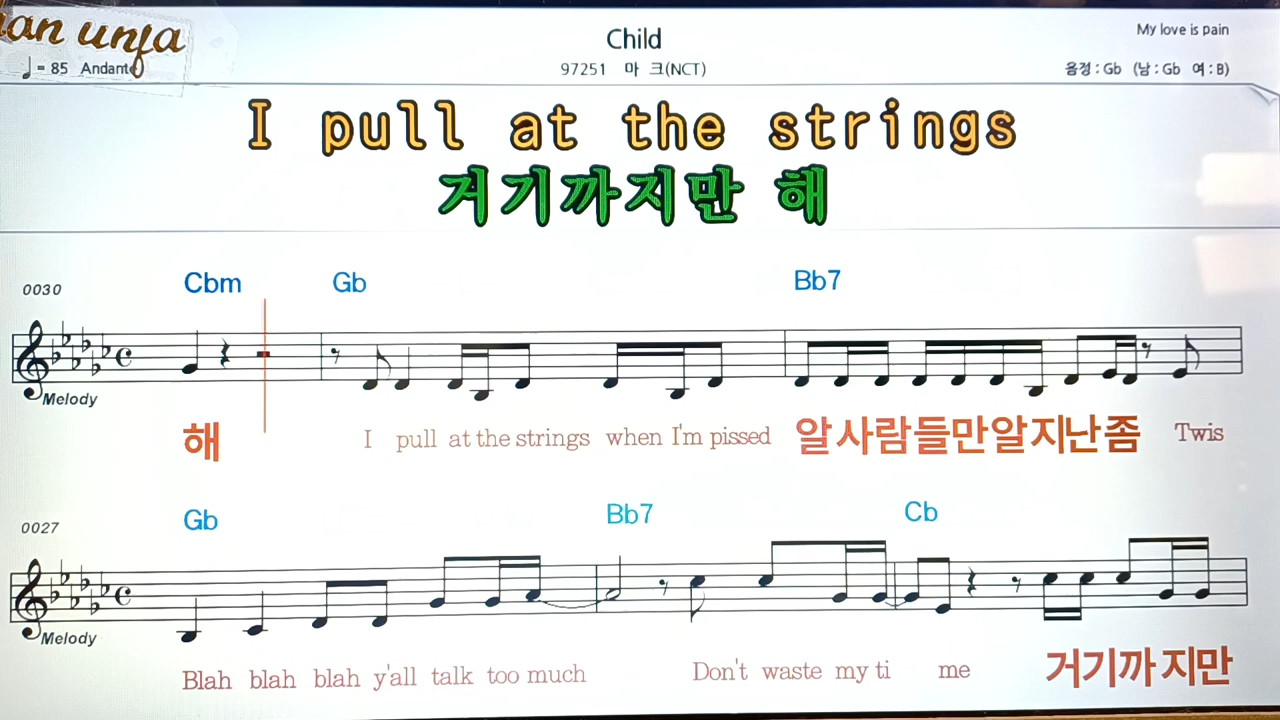 Child
My love is pain
♩ = 85 Andante
97251 마 크(NCT)
음정 : Gb (남 : Gb 여 : B)
I pull at the strings
거기까지만 해
0030
Cbm Gb Bb7
Melody
해 I pull at the strings when I'm pissed 알사람들만알지난좀 Twis
0027
Gb Bb7 Cb
Melody
Blah blah blah y'all talk too much Don't waste my ti me 거기까지만